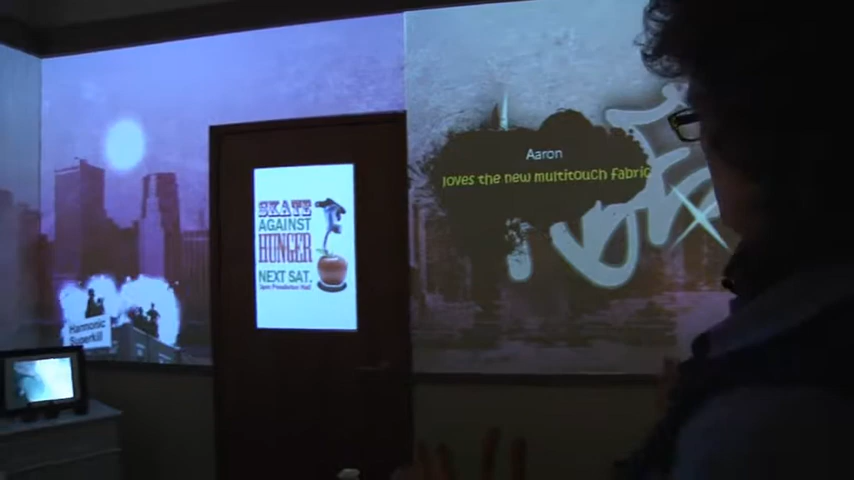 SKATE
AGAINST
HUNGER
NEXT SAT.
Aaron
loves the new multitouch fabric
Harmonic
Superkill